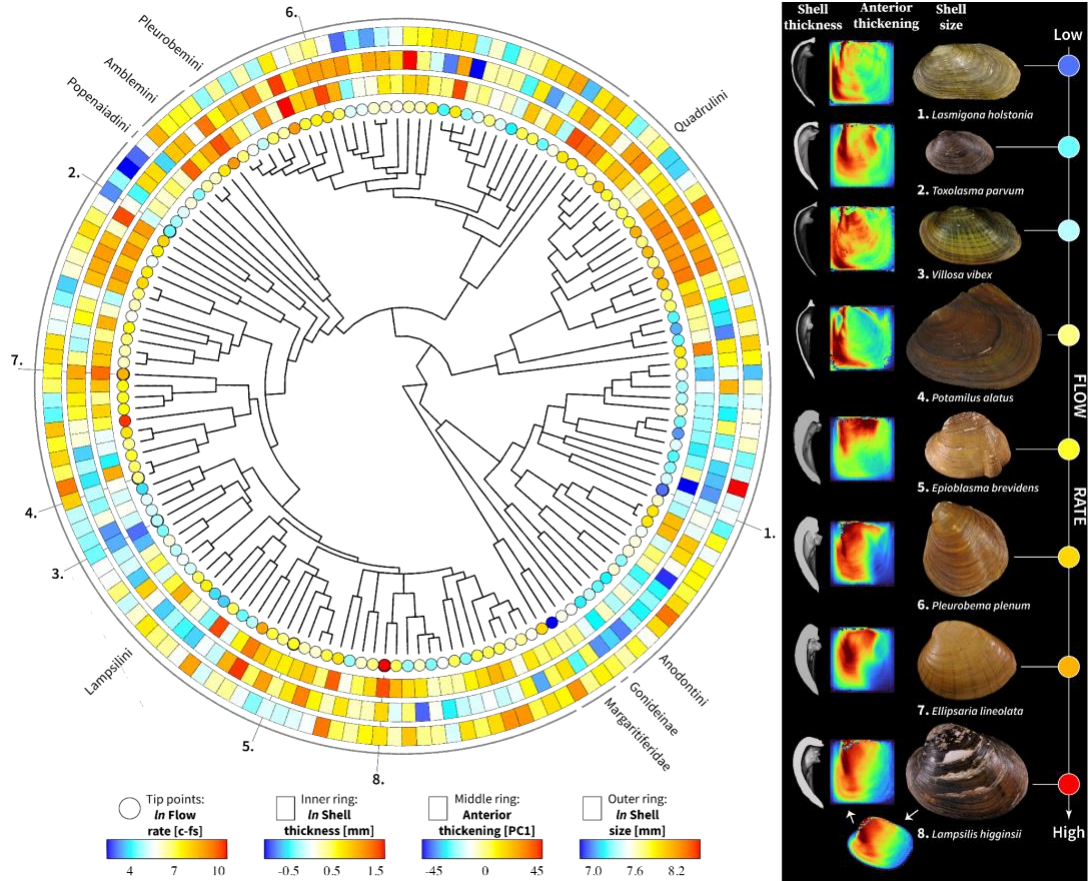 6.
Pleurobemini
Amblemini
Popenaiadini
Quadrulini
2.
7.
4.
3.
1.
Lampsilini
5.
8.
Anodontini
Gonideinae
Margaritiferidae
Tip points:
ln Flow
rate [c-fs]
4 7 10
Inner ring:
ln Shell
thickness [mm]
-0.5 0.5 1.5
Middle ring:
Anterior
thickening [PC1]
-45 0 45
Outer ring:
ln Shell
size [mm]
7.0 7.6 8.2
Shell
thickness
Anterior
thickening
Shell
size
Low
1. Lasmigona holstonia
2. Toxolasma parvum
3. Villosa vibex
4. Potamilus alatus
5. Epioblasma brevidens
6. Pleurobema plenum
7. Ellipsaria lineolata
8. Lampsilis higginsii
FLOW
RATE
High